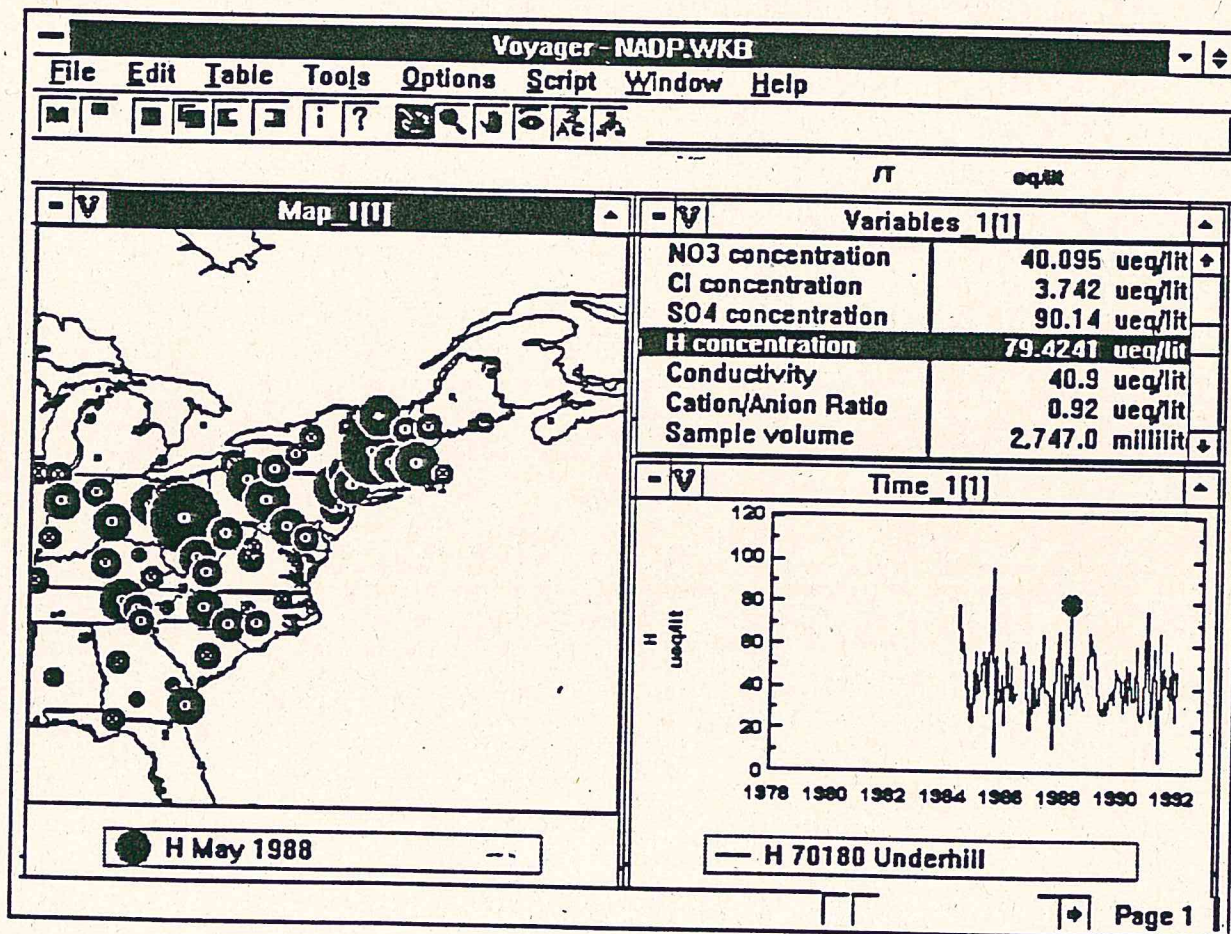 Voyager - NADP.WKB
File Edit Table Tools Options Script Window Help
i ?
eq/lit
Map_1[1]
H May 1988
Variables_1[1]
NO3 concentration 40.095 ueq/lit
Cl concentration 3.742 ueq/lit
SO4 concentration 90.14 ueq/lit
H concentration 79.4241 ueq/lit
Conductivity 40.9 ueq/lit
Cation/Anion Ratio 0.92 ueq/lit
Sample volume 2.747.0 millilit
Time_1[1]
120
100
80
60
40
20
0
H
1978 1980 1982 1984 1986 1988 1990 1992
H 70180 Underhill
Page 1